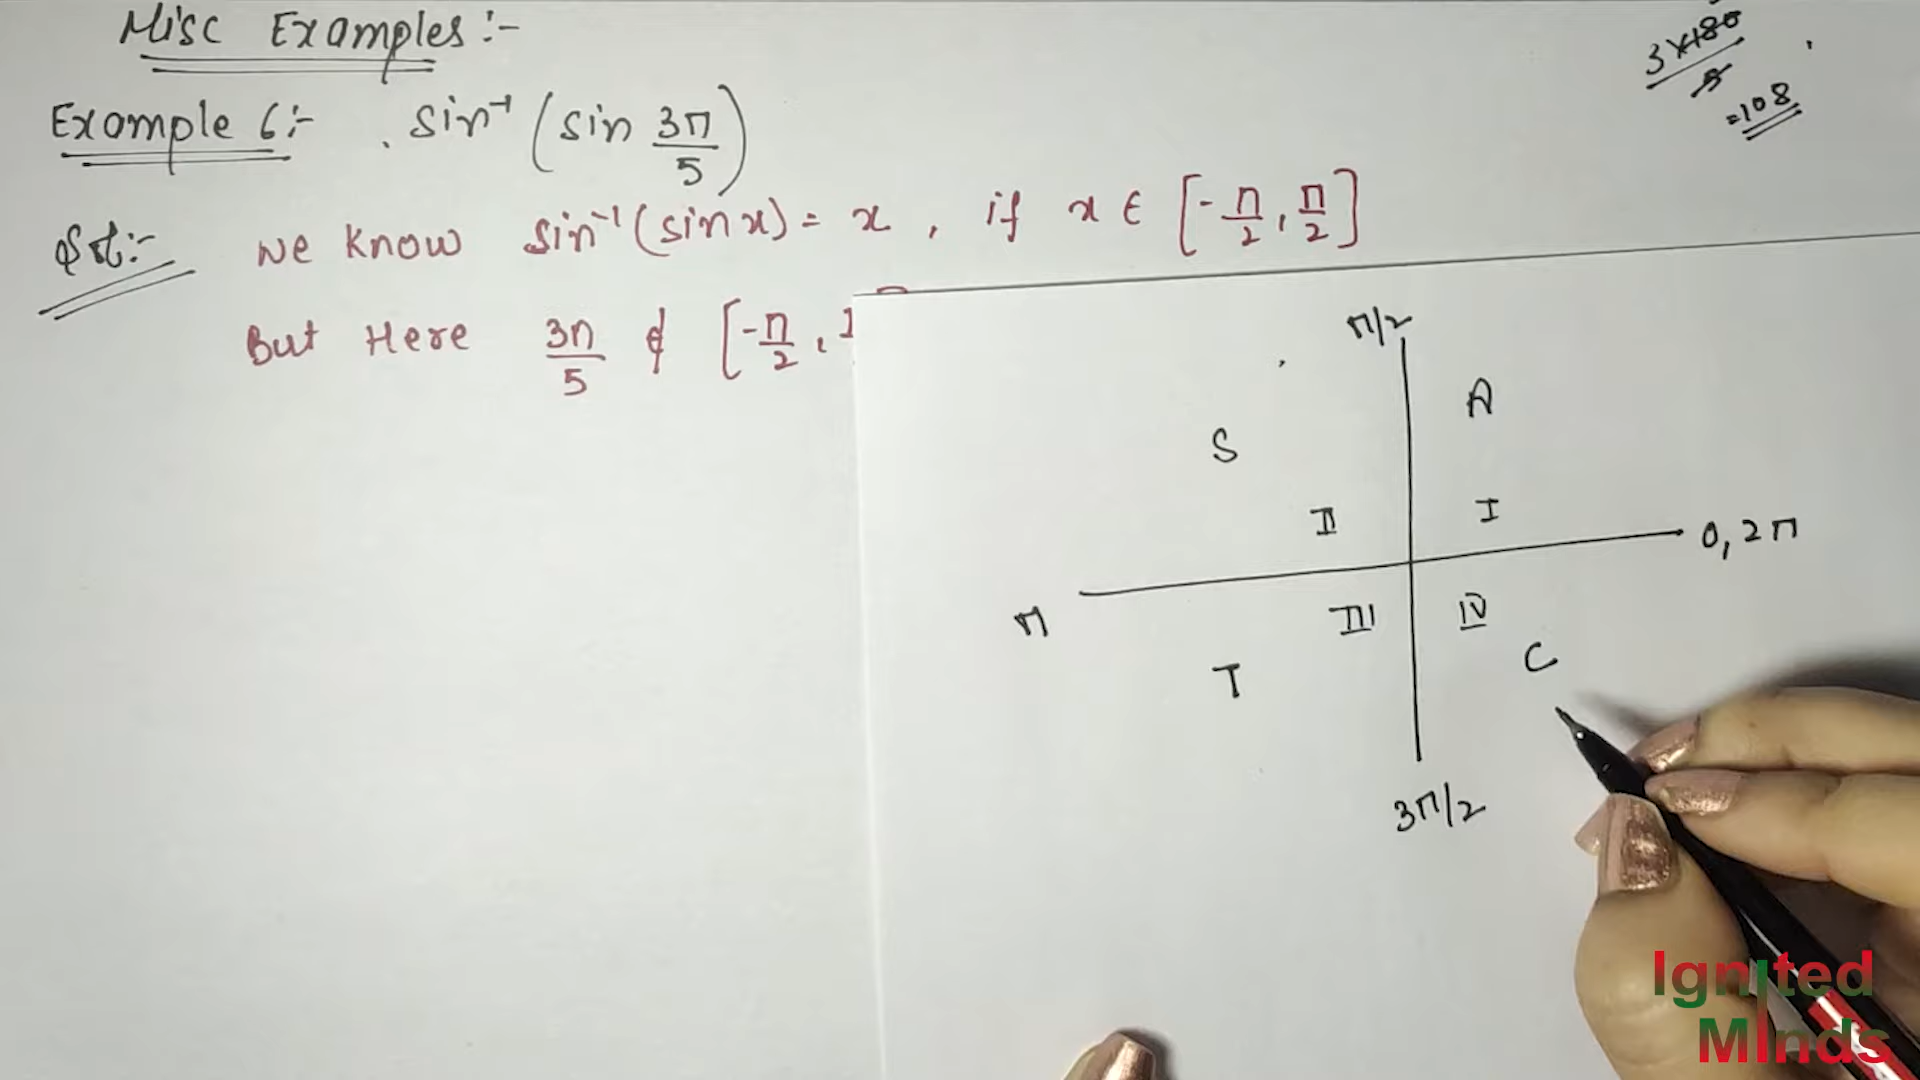 Misc Examples:-
3×180
5
=108
Example 6:- . sin⁻¹ (sin 3π/5)
Sol:- We know sin⁻¹(sin x) = x , if x ∈ [-π/2, π/2]
But Here 3π/5 ∉ [-π/2,
π/2
S A
II I
0, 2π
π III IV
T C
3π/2
Ignited
Minds